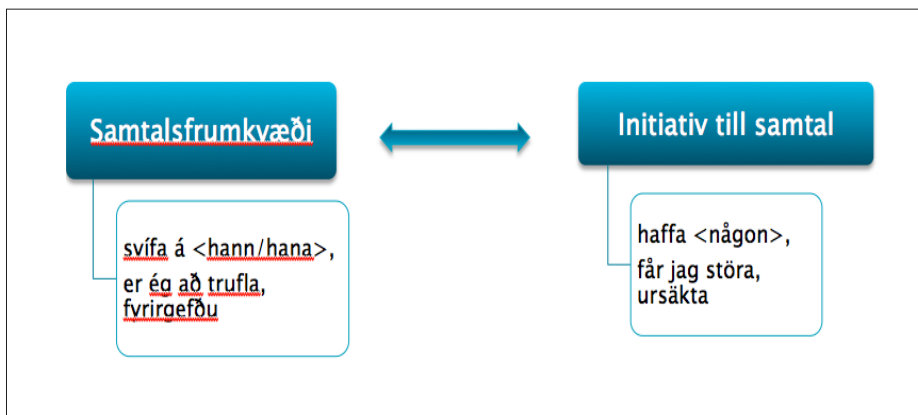 Samtalsfrumkvæði
svífa á <hann/hana>,
er ég að trufla,
fyrirgefðu
Initiativ till samtal
haffa <någon>,
får jag störa,
ursäkta